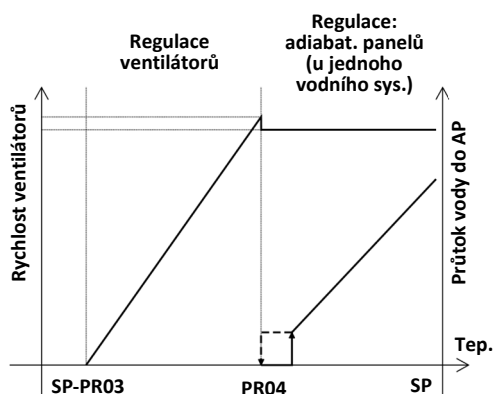 Regulace
ventilátorů
Regulace:
adiabat. panelů
(u jednoho
vodního sys.)
Rychlost ventilátorů
Průtok vody do AP
Tep.
SP-PR03
PR04
SP